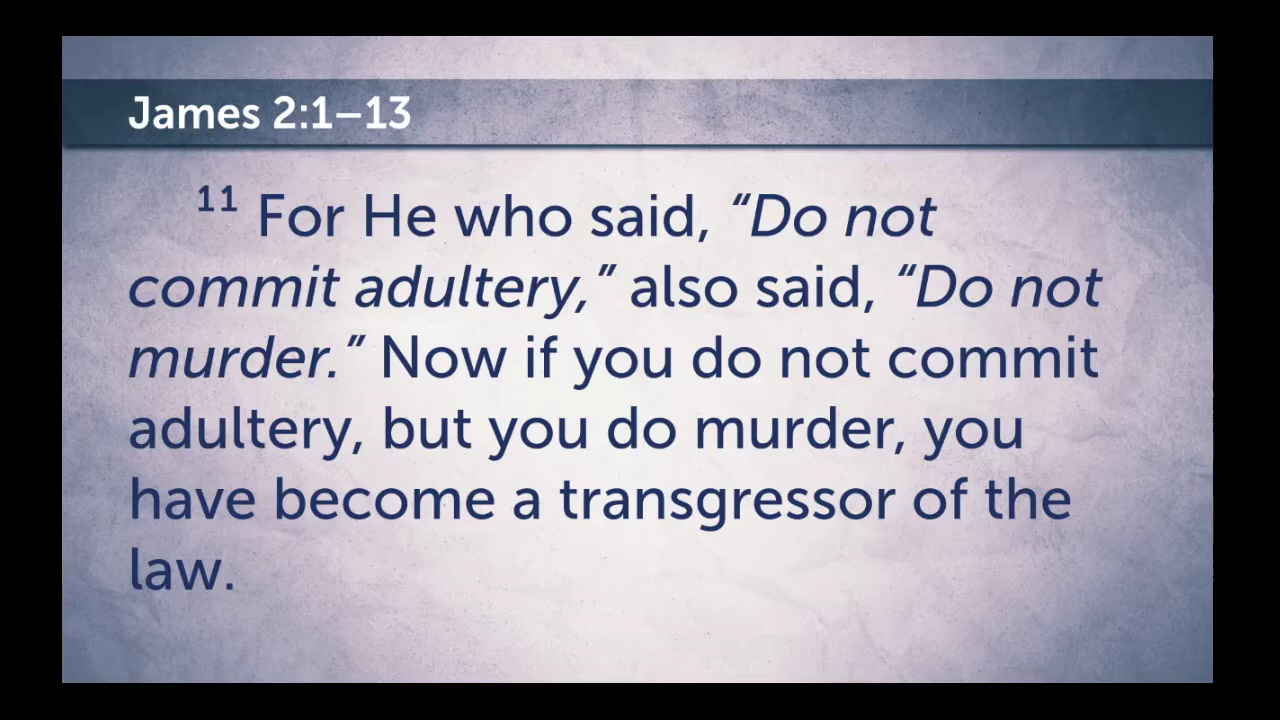 James 2:1–13
11 For He who said, “Do not
commit adultery,” also said, “Do not
murder.” Now if you do not commit
adultery, but you do murder, you
have become a transgressor of the
law.